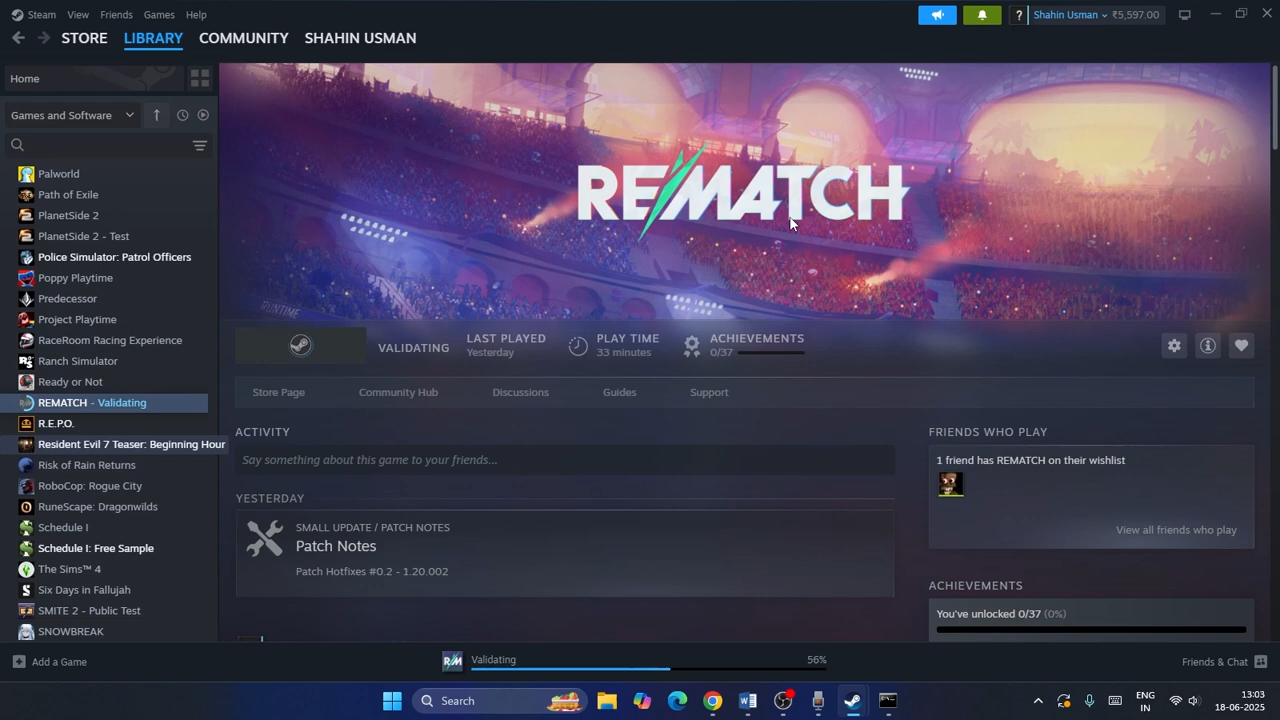 Steam View Friends Games Help
? Shahin Usman ₹5,597.00
STORE LIBRARY COMMUNITY SHAHIN USMAN
Home
Games and Software
REMATCH
Palworld
Path of Exile
PlanetSide 2
PlanetSide 2 - Test
Police Simulator: Patrol Officers
Poppy Playtime
Predecessor
Project Playtime
RaceRoom Racing Experience
Ranch Simulator
Ready or Not
REMATCH - Validating
R.E.P.O.
Resident Evil 7 Teaser: Beginning Hour
Risk of Rain Returns
RoboCop: Rogue City
RuneScape: Dragonwilds
Schedule I
Schedule I: Free Sample
The Sims™ 4
Six Days in Fallujah
SMITE 2 - Public Test
SNOWBREAK
RUNTIME
VALIDATING
LAST PLAYED
Yesterday
PLAY TIME
33 minutes
ACHIEVEMENTS
0/37
Store Page Community Hub Discussions Guides Support
ACTIVITY
Say something about this game to your friends...
YESTERDAY
SMALL UPDATE / PATCH NOTES
Patch Notes
Patch Hotfixes #0.2 - 1.20.002
FRIENDS WHO PLAY
1 friend has REMATCH on their wishlist
View all friends who play
ACHIEVEMENTS
You've unlocked 0/37 (0%)
Add a Game
RM
Validating 56%
Friends & Chat
Search
ENG
IN
13:03
18-06-2025